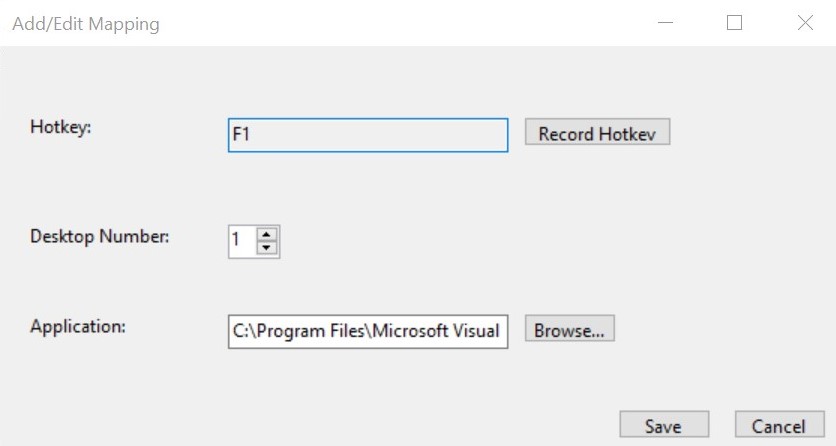 Add/Edit Mapping
Hotkey: F1 Record Hotkey
Desktop Number: 1
Application: C:\Program Files\Microsoft Visual Browse...
Save Cancel